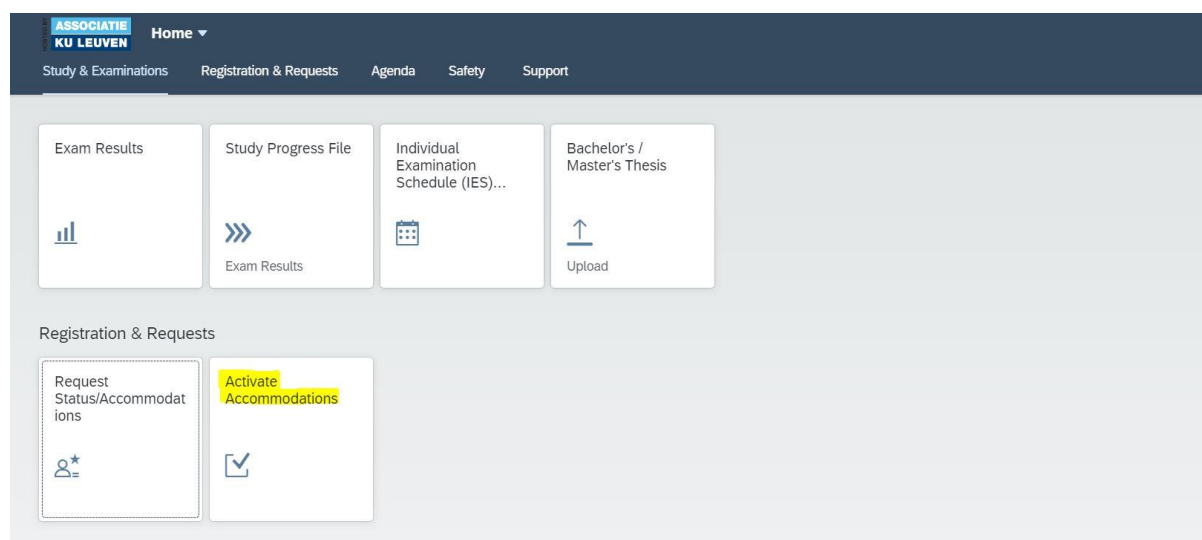 ASSOCIATIE
KU LEUVEN
Home
Study & Examinations Registration & Requests Agenda Safety Support
Exam Results
Study Progress File
Exam Results
Individual
Examination
Schedule (IES)...
Bachelor's /
Master's Thesis
Upload
Registration & Requests
Request
Status/Accommodat
ions
Activate
Accommodations